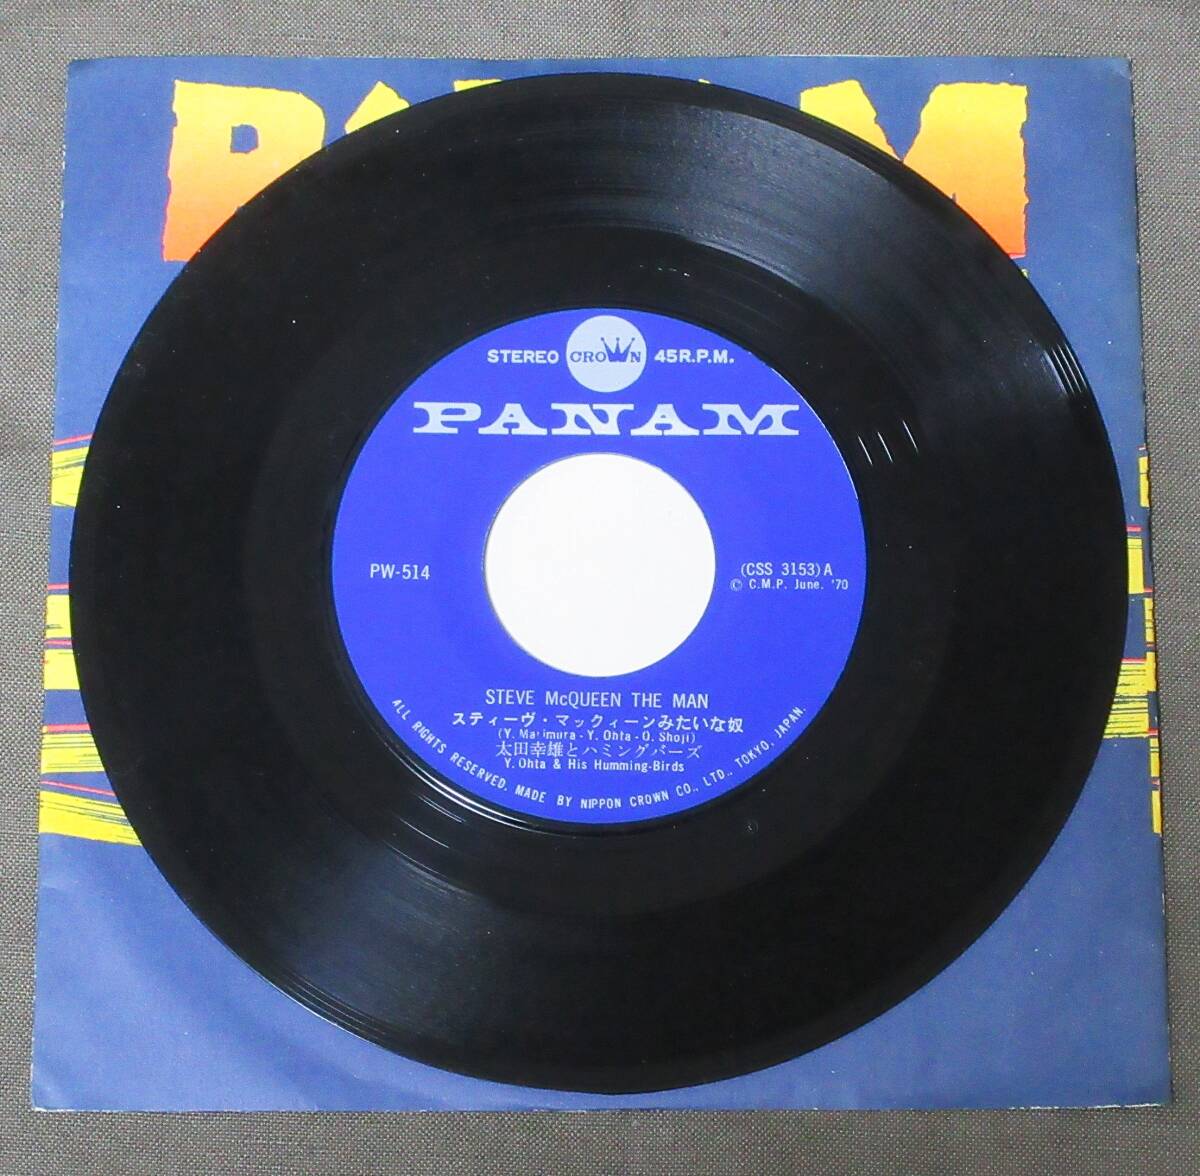 PANAM
STEREO CROWN 45R.P.M.
PANAM
PW-514
(CSS 3153)A
© C.M.P. June. '70
STEVE McQUEEN THE MAN
スティーヴ・マックィーンみたいな奴
(Y. Makimura - Y. Ohta - O. Shoji)
太田幸雄とハミングバーズ
Y. Ohta & His Humming-Birds
ALL RIGHTS RESERVED. MADE BY NIPPON CROWN CO., LTD., TOKYO, JAPAN.